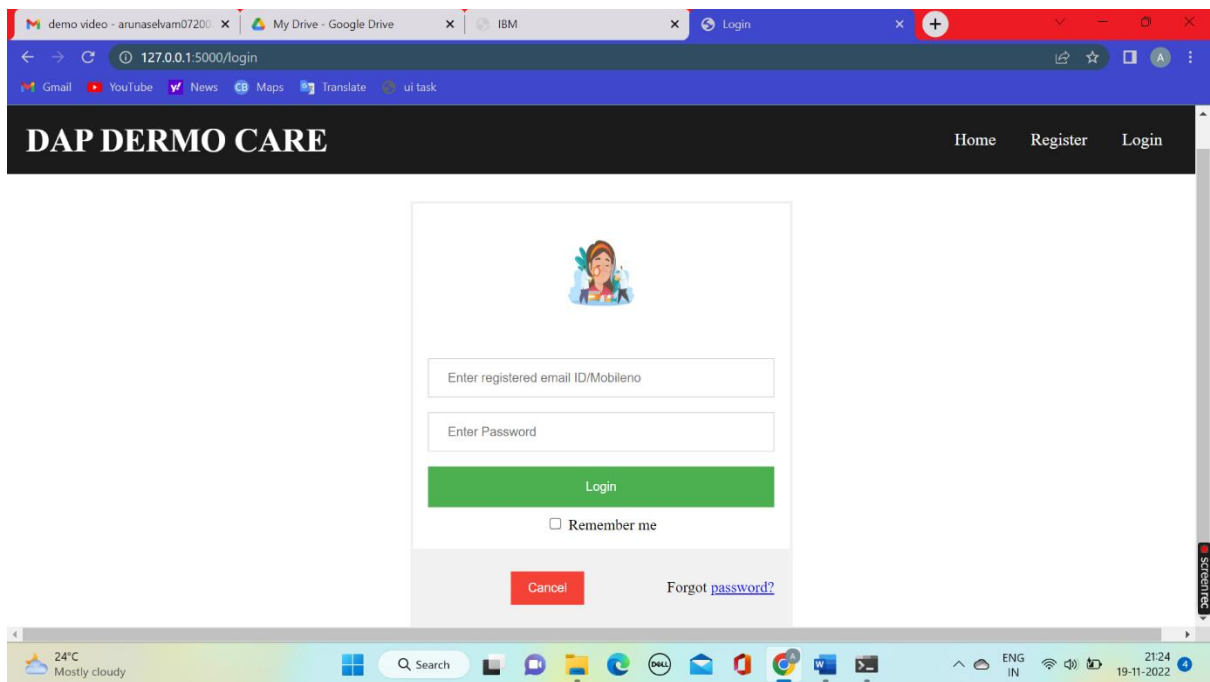 demo video - arunaselvam07200
My Drive - Google Drive
IBM
Login
127.0.0.1:5000/login
A
Gmail
YouTube
y! News
CB Maps
Translate
ui task
DAP DERMO CARE
Home Register Login
Enter registered email ID/Mobileno
Enter Password
Login
Remember me
Cancel
Forgot password?
screenrec
24°C
Mostly cloudy
Search
DELL
ENG
IN
21:24
19-11-2022
4